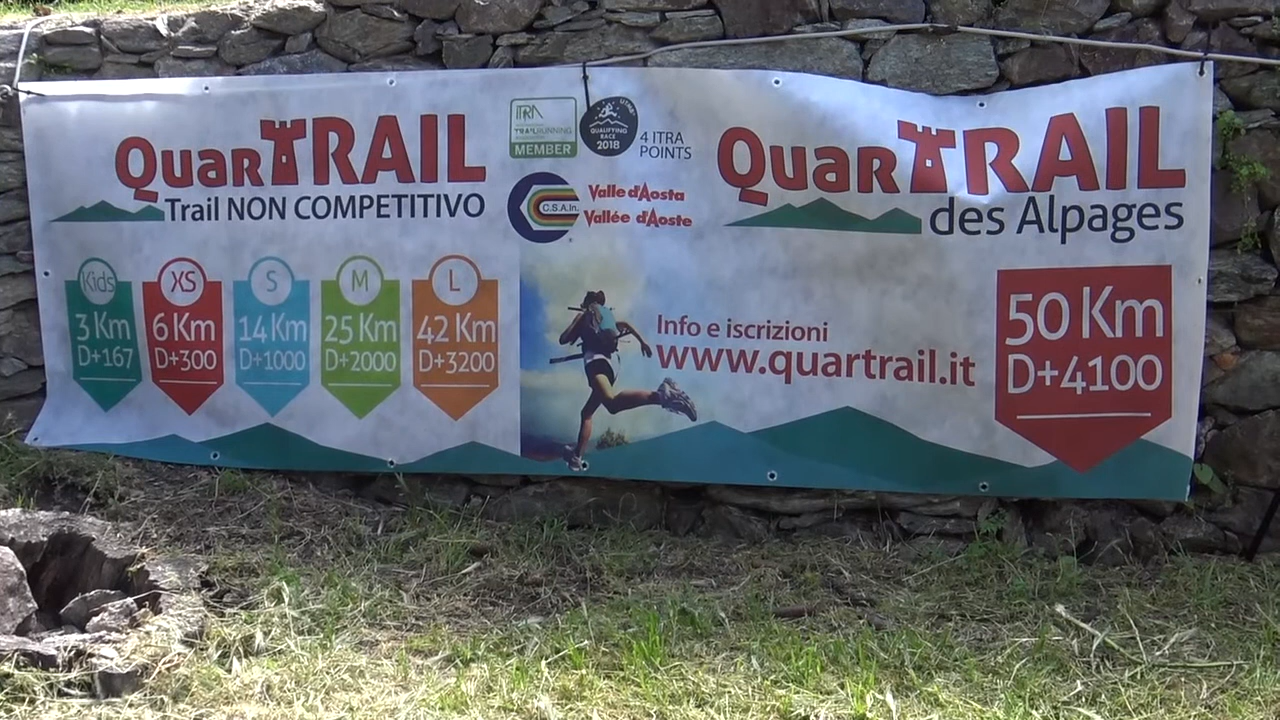 QuarTRAIL
Trail NON COMPETITIVO
Kids
3 Km
D+167
XS
6 Km
D+300
S
14 Km
D+1000
M
25 Km
D+2000
L
42 Km
D+3200
ITRA
TRAIL RUNNING
MEMBER
UTMB
QUALIFYING
RACE
2018
4 ITRA
POINTS
C.S.A.In.
Valle d'Aosta
Vallée d'Aoste
QuarTRAIL
des Alpages
Info e iscrizioni
www.quartrail.it
50 Km
D+4100